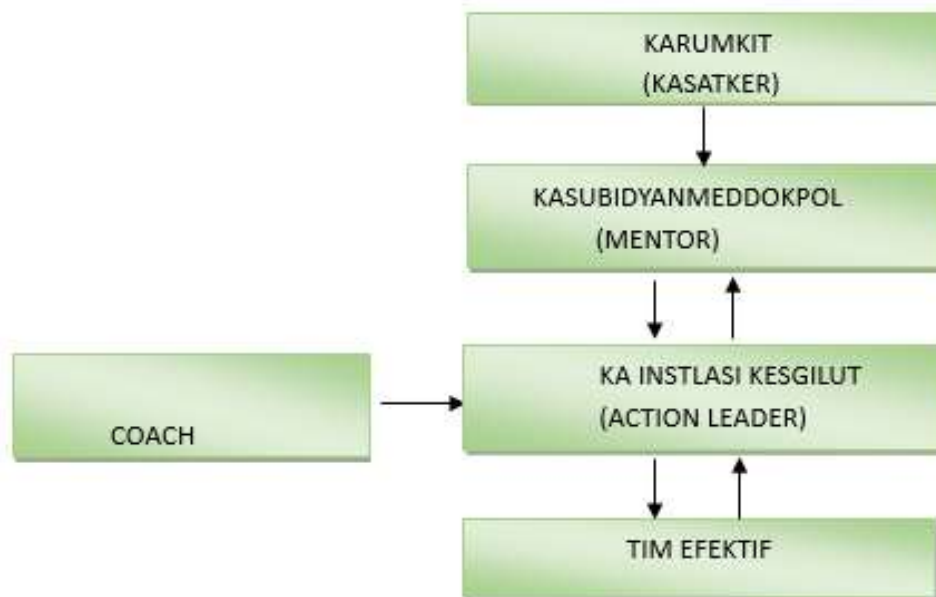 KARUMKIT
(KASATKER)
KASUBIDYANMEDDOKPOL
(MENTOR)
KA INSTLASI KESGILUT
(ACTION LEADER)
COACH
TIM EFEKTIF